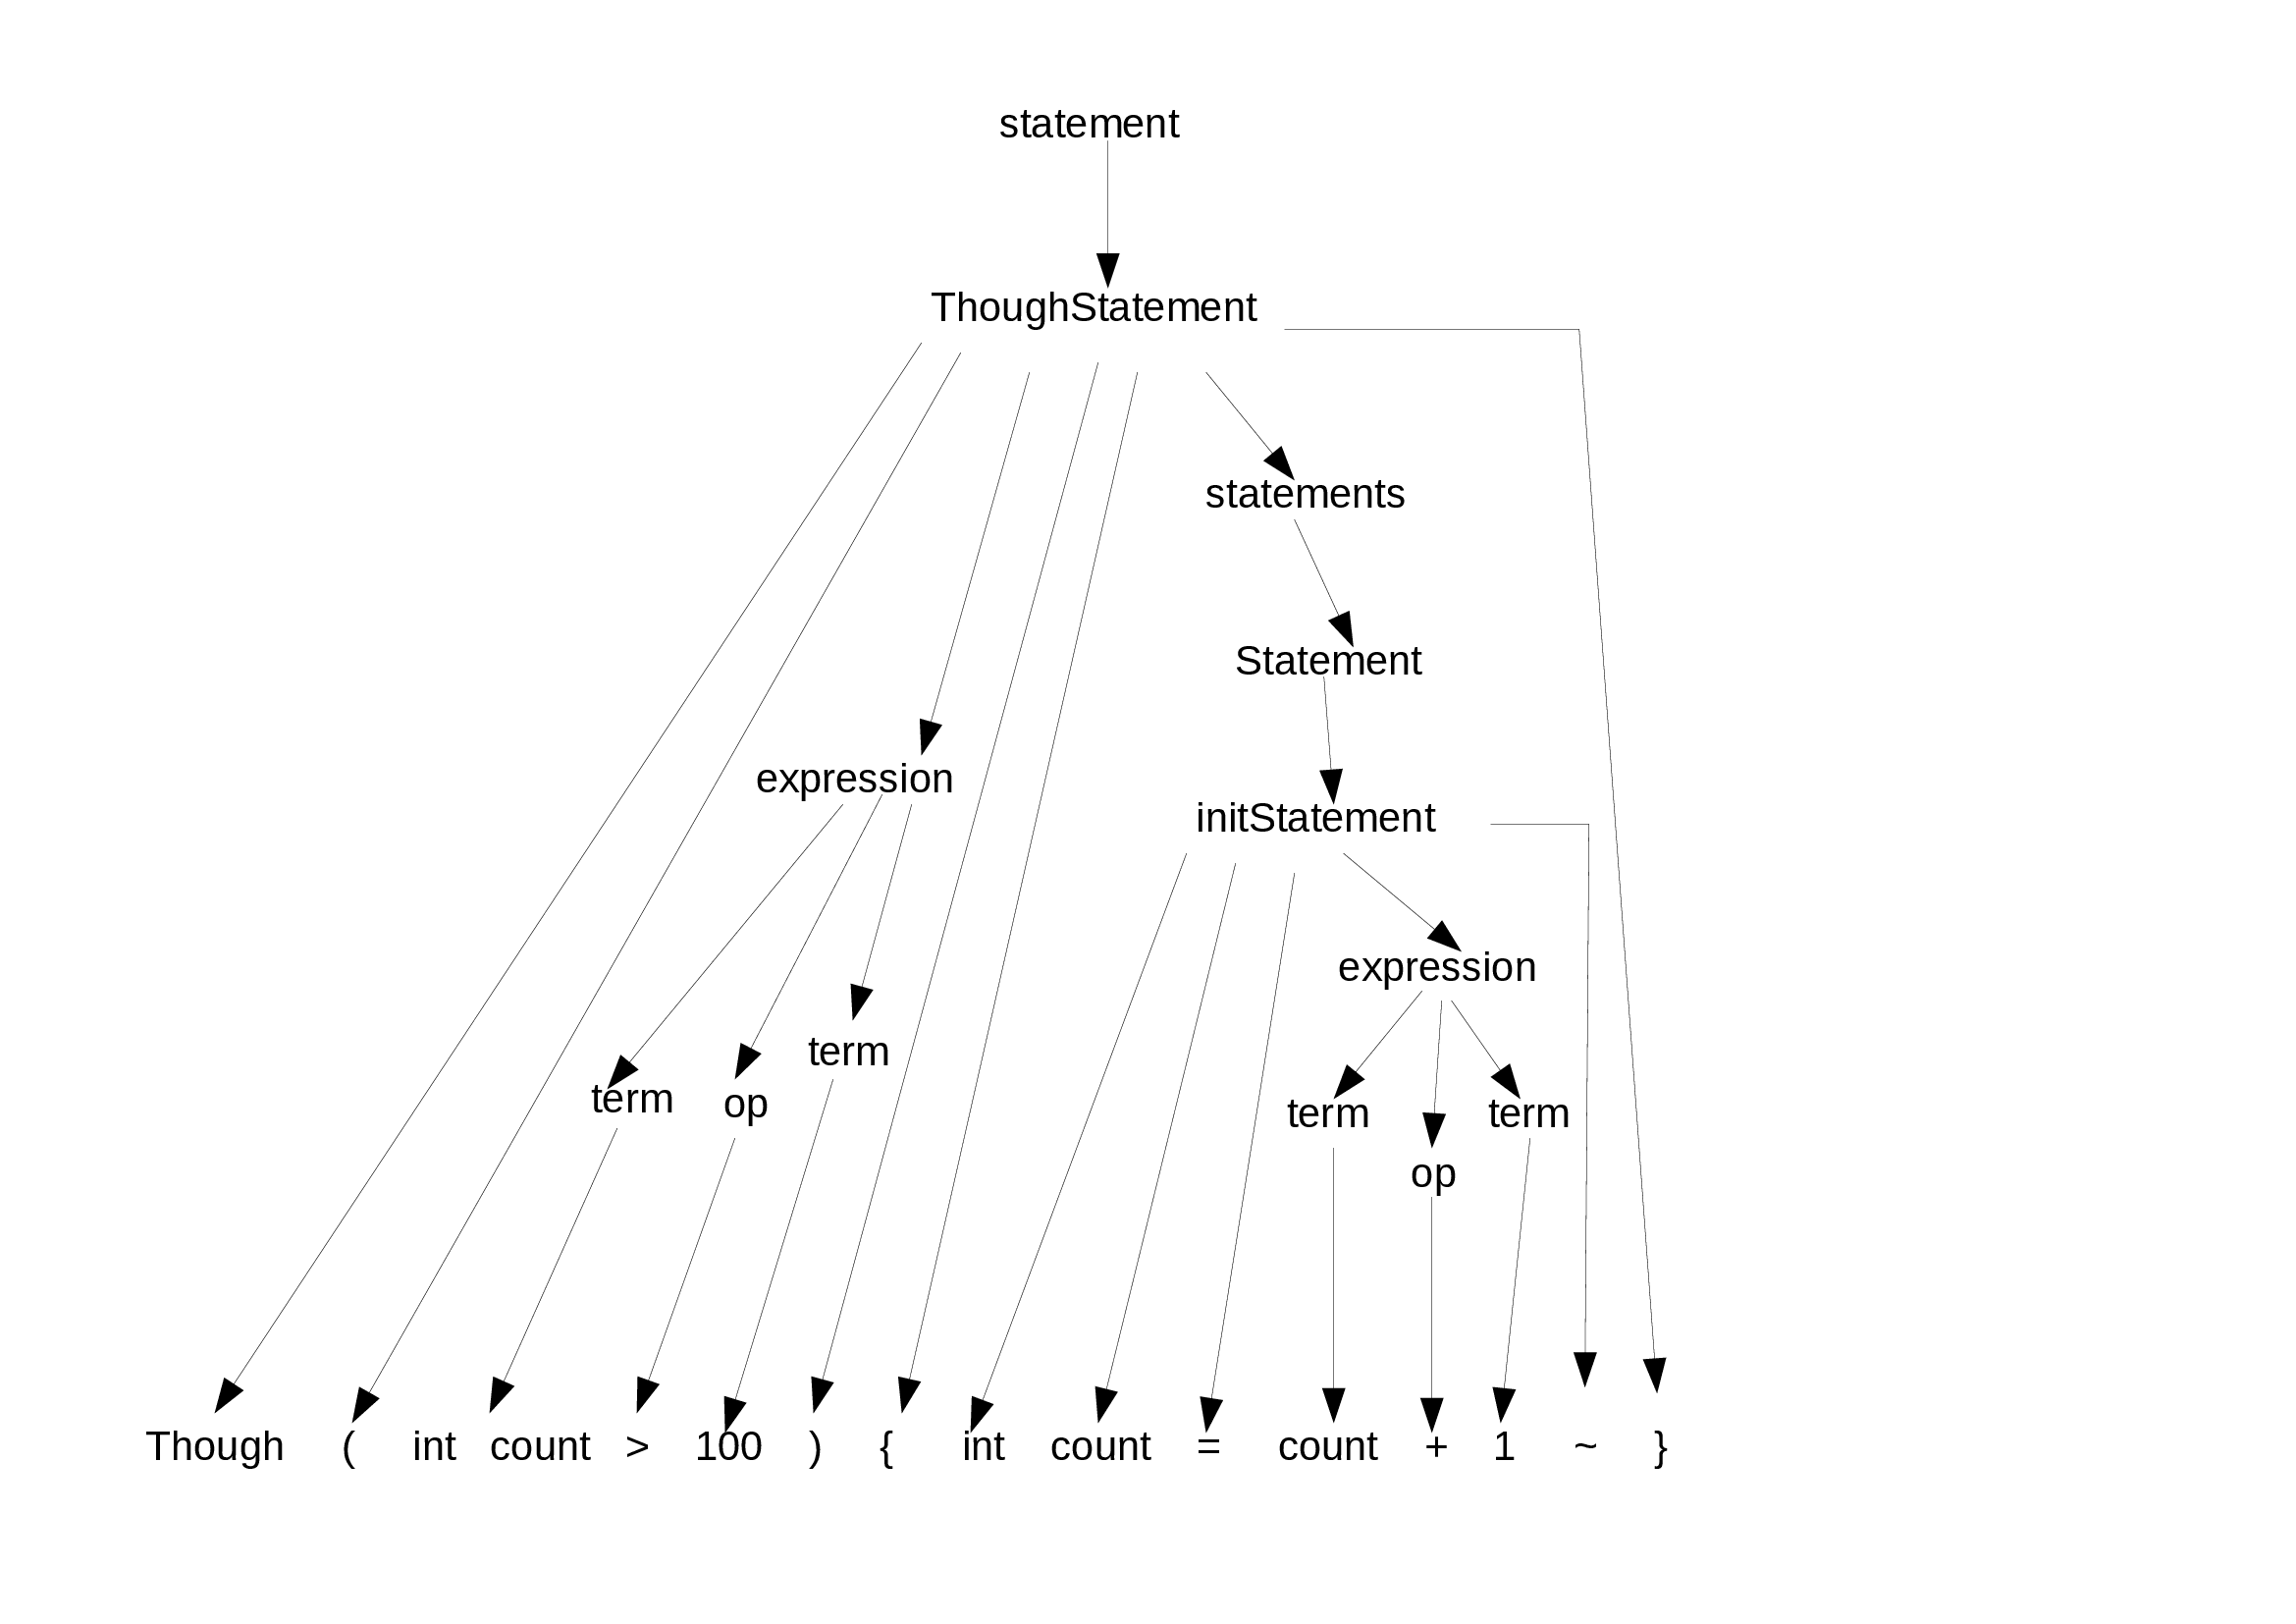 statement
ThoughStatement
statements
Statement
expression
initStatement
expression
term
term
op
term
term
op
Though ( int count > 100 ) { int count = count + 1 ~ }